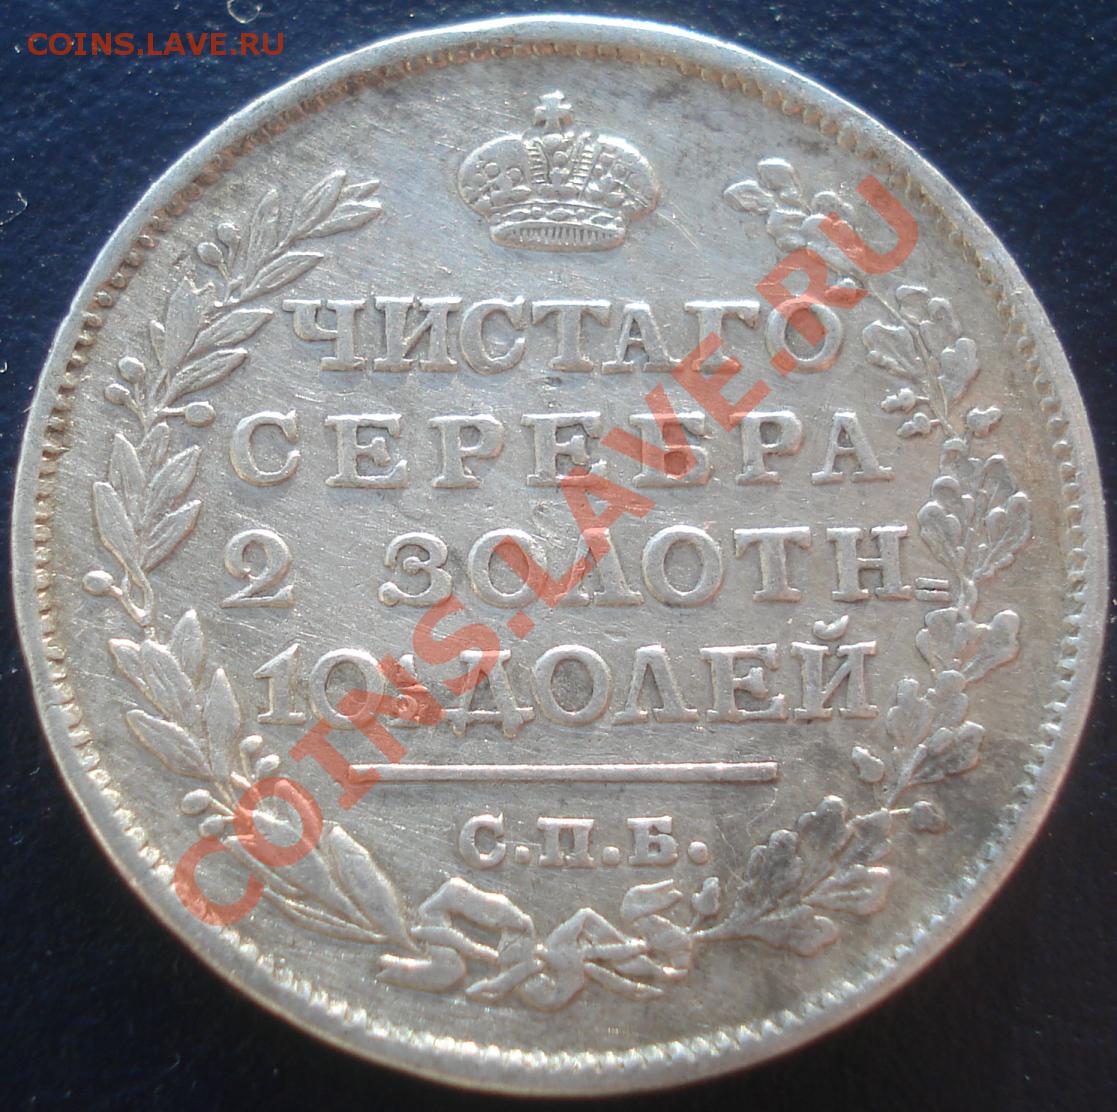 COINS.LAVE.RU
ЧИСТАГО
СЕРЕБРА
2 ЗОЛОТН=
10½ ДОЛЕЙ
С.П.Б.
COINS.LAVE.RU